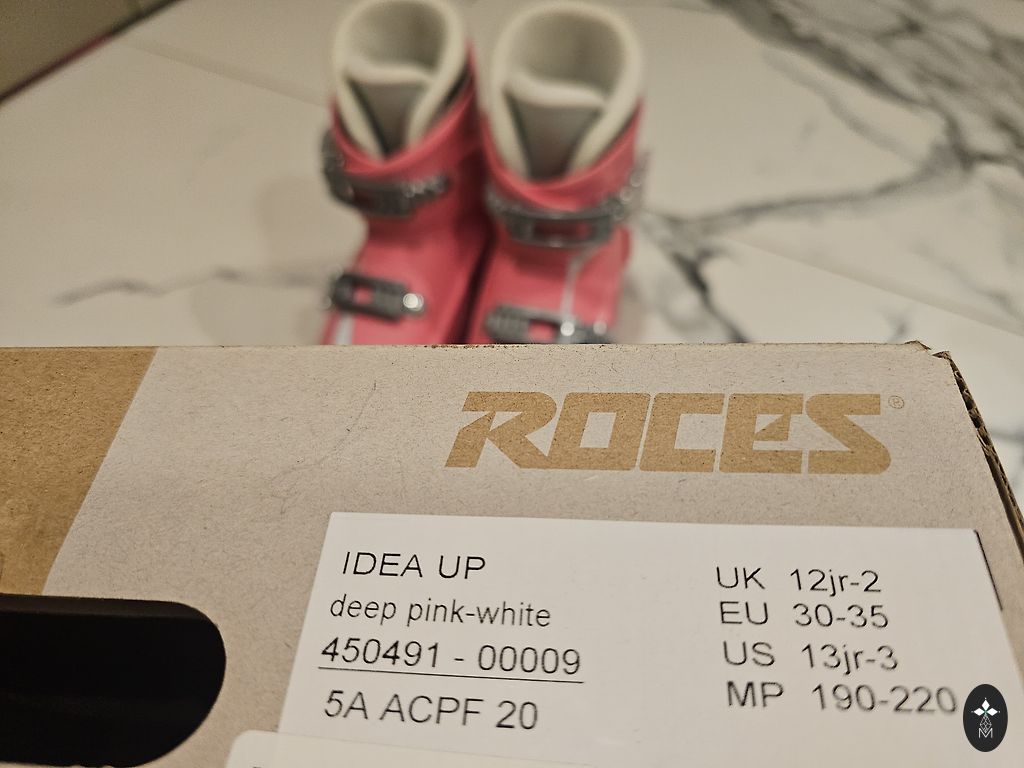 ROCES®
IDEA UP
deep pink-white
450491 - 00009
5A ACPF 20
UK 12jr-2
EU 30-35
US 13jr-3
MP 190-220
M